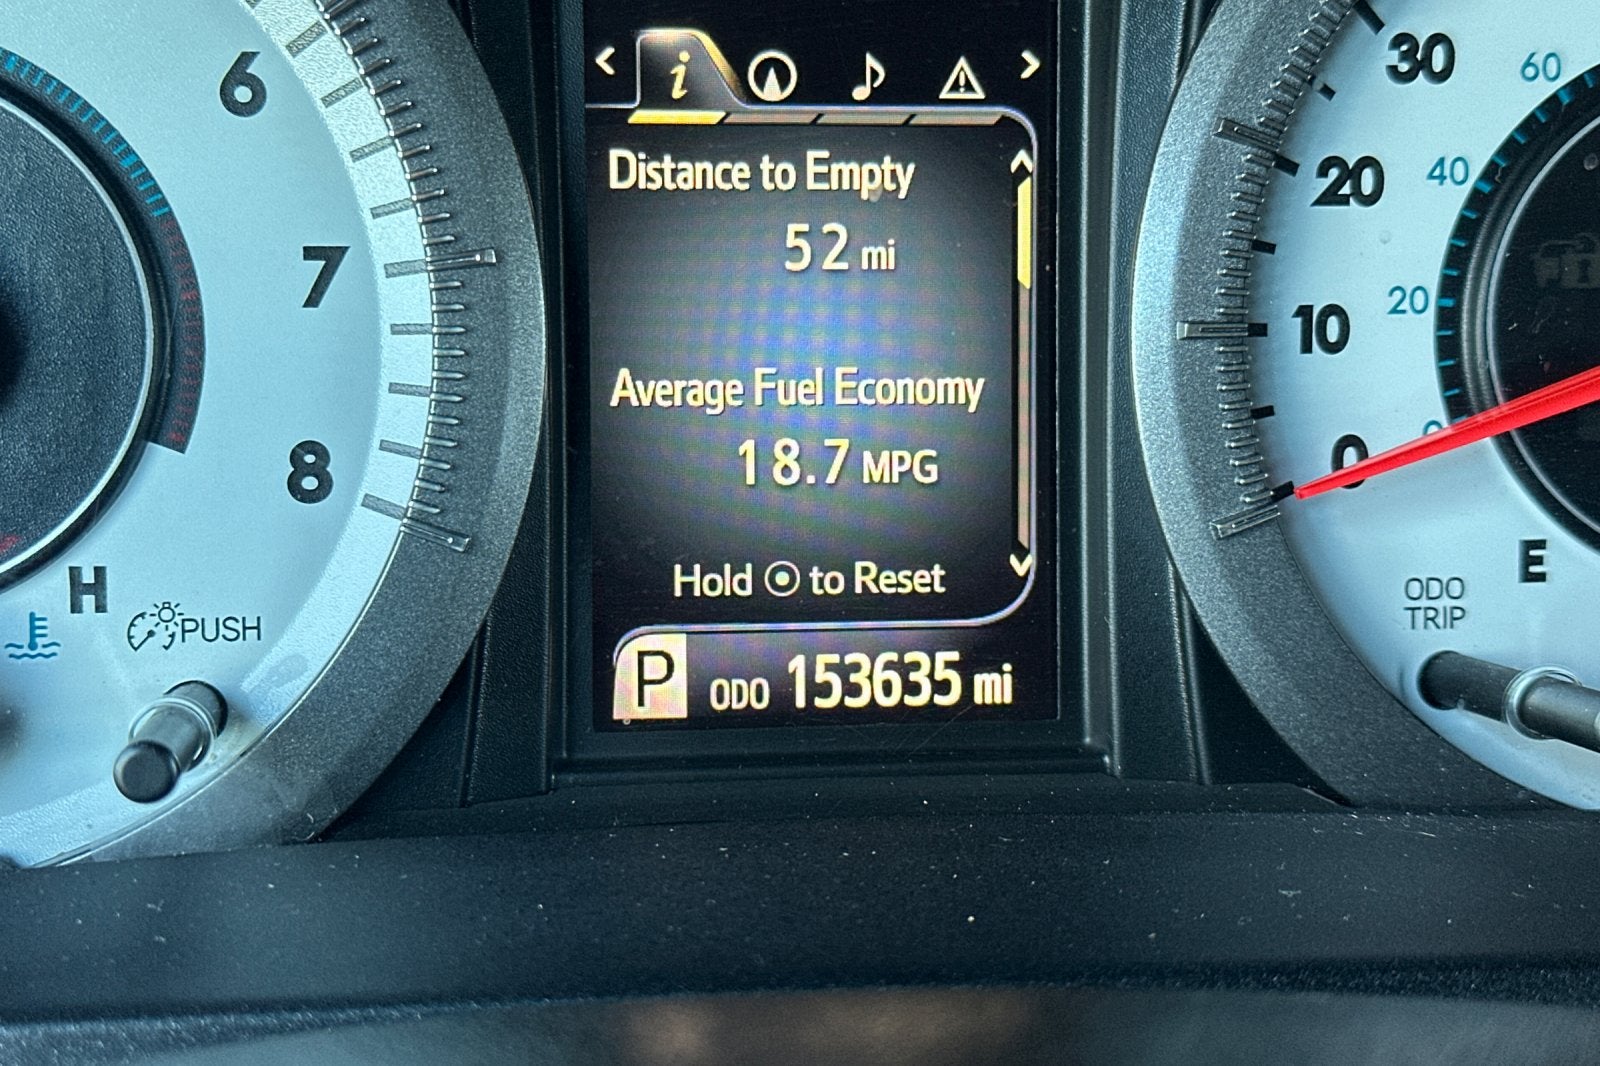 6
7
8
H
PUSH
i
Distance to Empty
52 mi
Average Fuel Economy
18.7 MPG
Hold to Reset
P ODO 153635 mi
30
20
10
0
60
40
20
0
E
ODO
TRIP